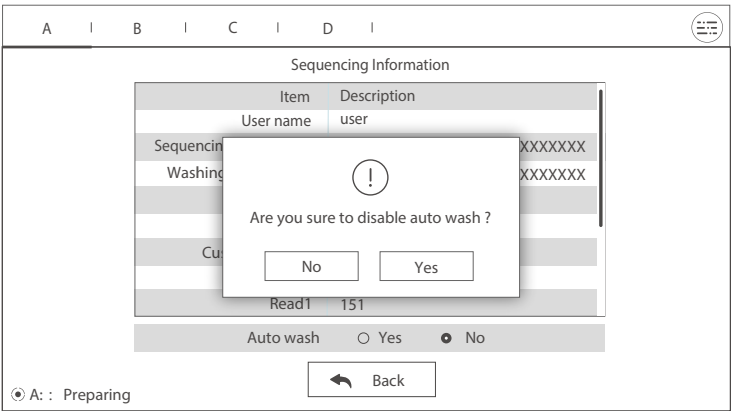 A B C D
Sequencing Information
Item Description
User name user
Sequencin XXXXXXX
Washing XXXXXXX
Are you sure to disable auto wash ?
Cu
No Yes
Read1 151
Auto wash Yes No
Back
A: : Preparing